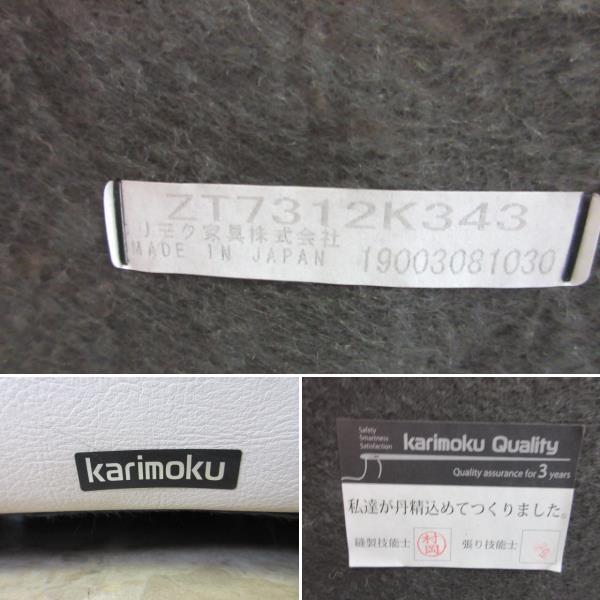 ZT7312K343
リモク家具株式会社
MADE IN JAPAN 19003081030
karimoku
Safety
Smartness
Satisfaction
karimoku Quality
Quality assurance for 3 years
私達が丹精込めてつくりました。
縫製技能士 村岡 張り技能士